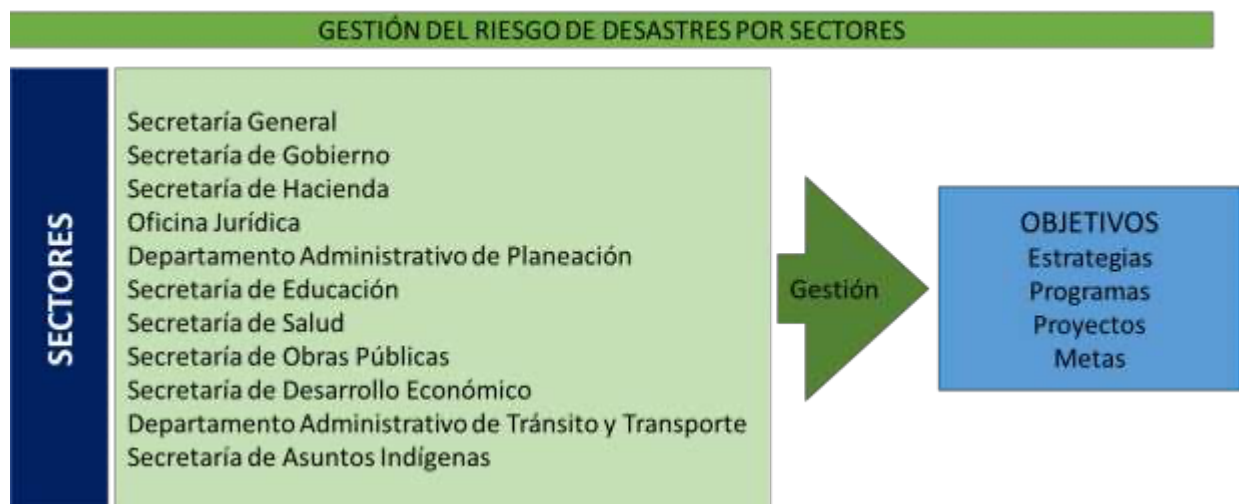 GESTIÓN DEL RIESGO DE DESASTRES POR SECTORES
SECTORES
Secretaría General
Secretaría de Gobierno
Secretaría de Hacienda
Oficina Jurídica
Departamento Administrativo de Planeación
Secretaría de Educación
Secretaría de Salud
Secretaría de Obras Públicas
Secretaría de Desarrollo Económico
Departamento Administrativo de Tránsito y Transporte
Secretaría de Asuntos Indígenas
Gestión
OBJETIVOS
Estrategias
Programas
Proyectos
Metas